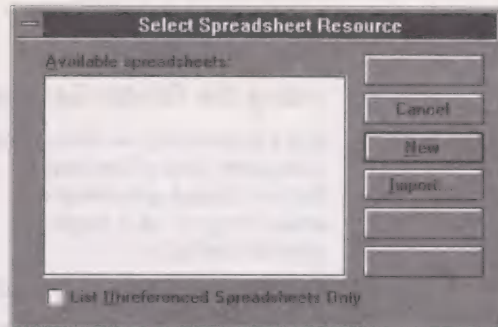 Select Spreadsheet Resource
Available spreadsheets:
Cancel
New
Import...
List Unreferenced Spreadsheets Only